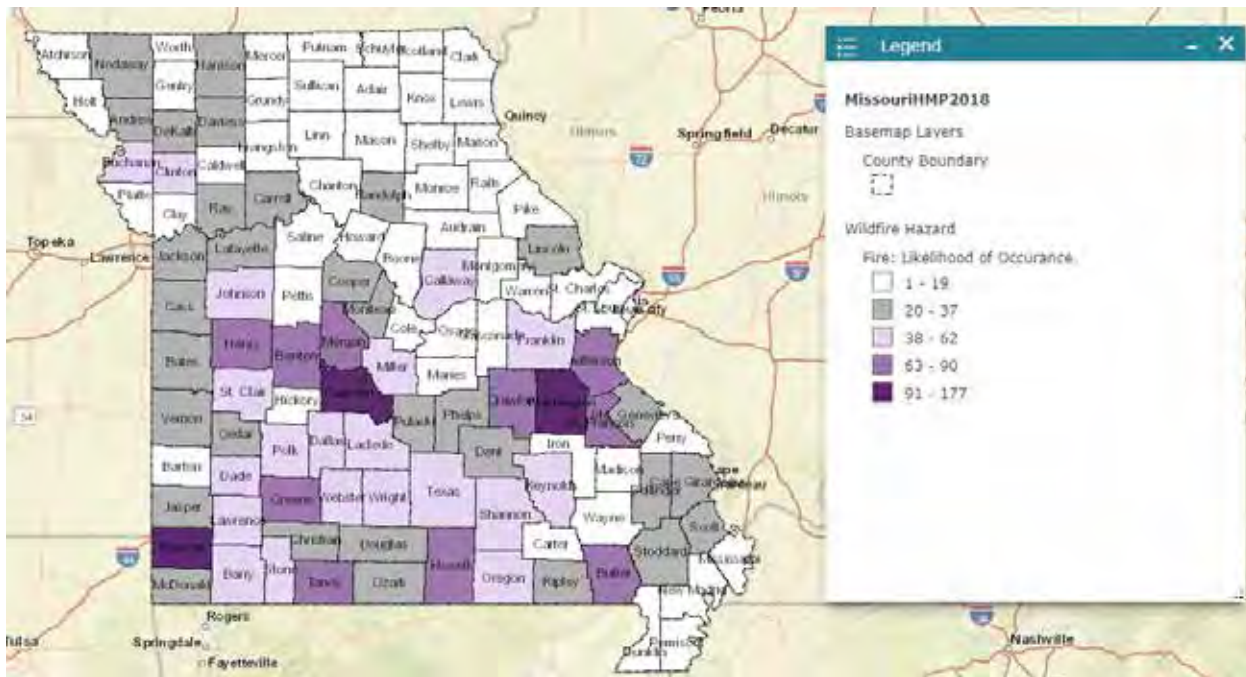 Peoria
Legend
MissouriHMP2018
Basemap Layers
County Boundary
Wildfire Hazard
Fire: Likelihood of Occurance.
1 - 19
20 - 37
38 - 62
63 - 90
91 - 177
Atchison
Nodaway
Worth
Harrison
Mercer
Putnam
Schuyler
Scotland
Clark
Gentry
Sullivan
Adair
Knox
Lewis
Holt
Grundy
Quincy
Illinois
Springfield
Decatur
72
Andrew
DeKalb
Daviess
Livingston
Linn
Macon
Shelby
Marion
Buchanan
Clinton
Caldwell
Chariton
Randolph
Monroe
Ralls
Platte
Clay
Ray
Carroll
Pike
Illinois
Topeka
Lawrence
Jackson
Lafayette
Saline
Howard
Boone
Audrain
Lincoln
Callaway
Montgom
Warren
St. Charles
Johnson
Pettis
Cooper
Moniteau
Cass
Cole
Osage
Franklin
Jefferson
Henry
Benton
Morgan
Miller
Maries
Bates
St. Clair
Hickory
Pulaski
Phelps
Crawford
Genevieve
Vernon
Cedar
Polk
Dallas
Laclede
Dent
Iron
Perry
Barton
Dade
Madison
Reynolds
Jasper
Greene
Webster
Wright
Texas
Shannon
Wayne
Cape Girardeau
Lawrence
Christian
Douglas
Carter
Scott
Stoddard
Mississippi
McDonald
Barry
Stone
Taney
Ozark
Howell
Oregon
Ripley
Butler
New Madrid
Dunklin
Pemiscot
Rogers
Springdale
Fayetteville
Tulsa
Nashville